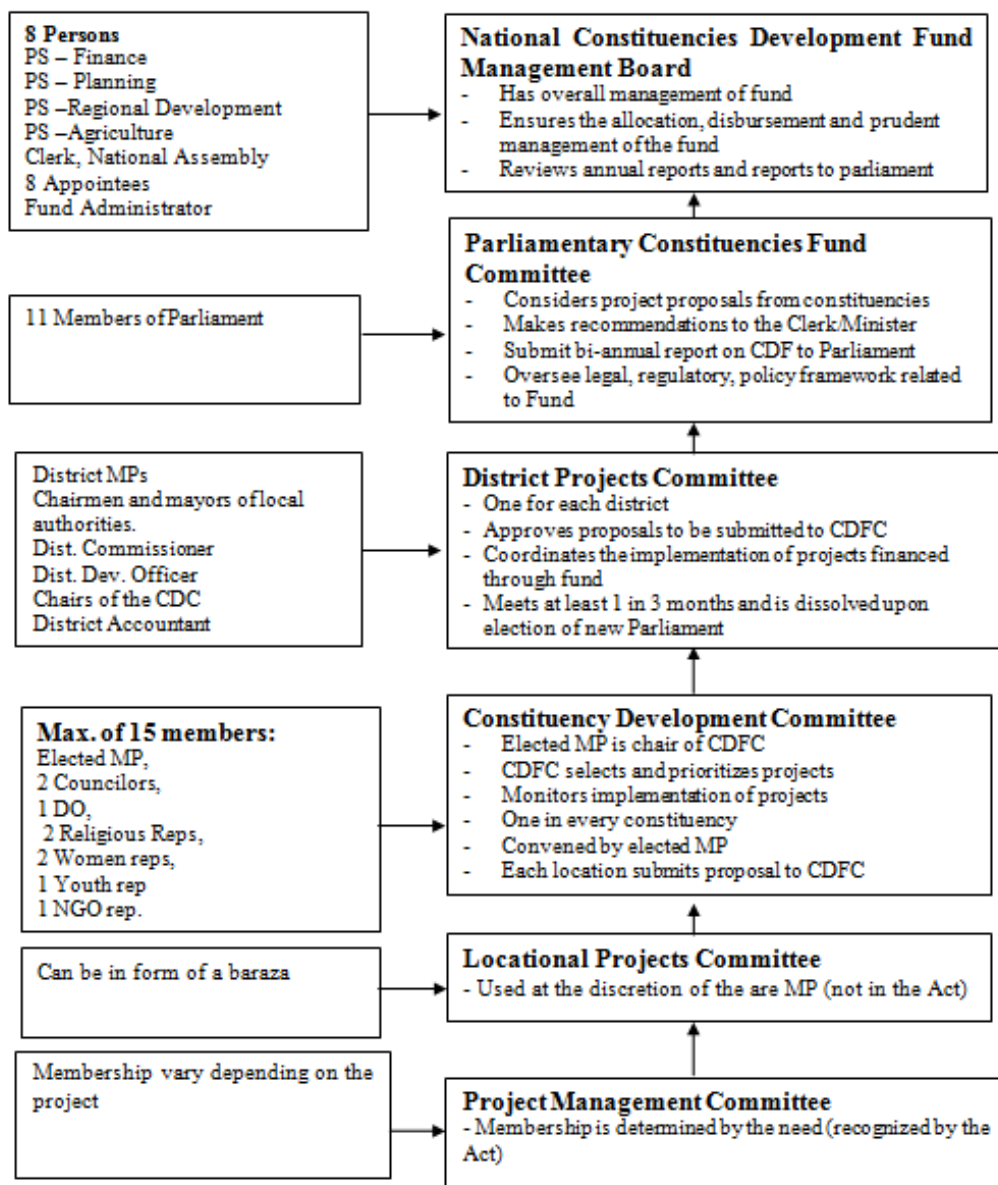 8 Persons
PS – Finance
PS – Planning
PS –Regional Development
PS –Agriculture
Clerk, National Assembly
8 Appointees
Fund Administrator
National Constituencies Development Fund
Management Board
- Has overall management of fund
- Ensures the allocation, disbursement and prudent
management of the fund
- Reviews annual reports and reports to parliament
11 Members of Parliament
Parliamentary Constituencies Fund
Committee
- Considers project proposals from constituencies
- Makes recommendations to the Clerk/Minister
- Submit bi-annual report on CDF to Parliament
- Oversee legal, regulatory, policy framework related
to Fund
District MPs
Chairmen and mayors of local
authorities.
Dist. Commissioner
Dist. Dev. Officer
Chairs of the CDC
District Accountant
District Projects Committee
- One for each district
- Approves proposals to be submitted to CDFC
- Coordinates the implementation of projects financed
through fund
- Meets at least 1 in 3 months and is dissolved upon
election of new Parliament
Max. of 15 members:
Elected MP,
2 Councilors,
1 DO,
2 Religious Reps,
2 Women reps,
1 Youth rep
1 NGO rep.
Constituency Development Committee
- Elected MP is chair of CDFC
- CDFC selects and prioritizes projects
- Monitors implementation of projects
- One in every constituency
- Convened by elected MP
- Each location submits proposal to CDFC
Can be in form of a baraza
Locational Projects Committee
- Used at the discretion of the are MP (not in the Act)
Membership vary depending on the
project
Project Management Committee
- Membership is determined by the need (recognized by the
Act)